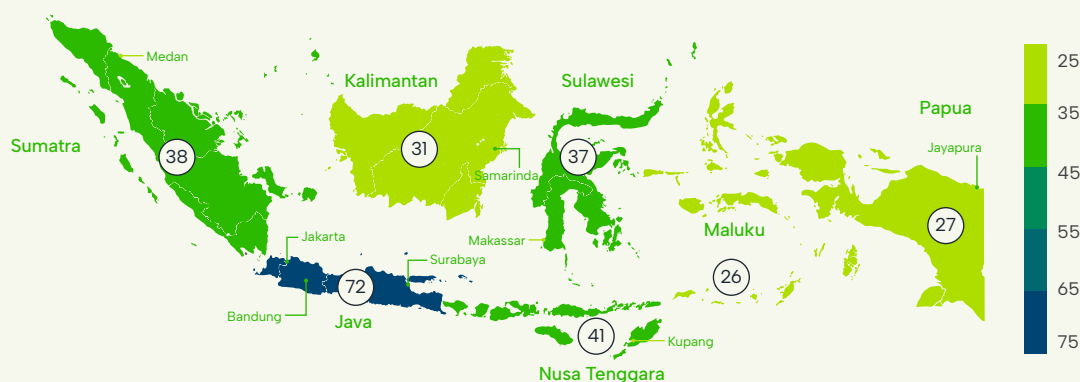 Medan
Sumatra
38
Kalimantan
31
Samarinda
Sulawesi
37
Makassar
Papua
Jayapura
27
Maluku
26
Jakarta
Surabaya
72
Bandung
Java
41
Kupang
Nusa Tenggara
25
35
45
55
65
75